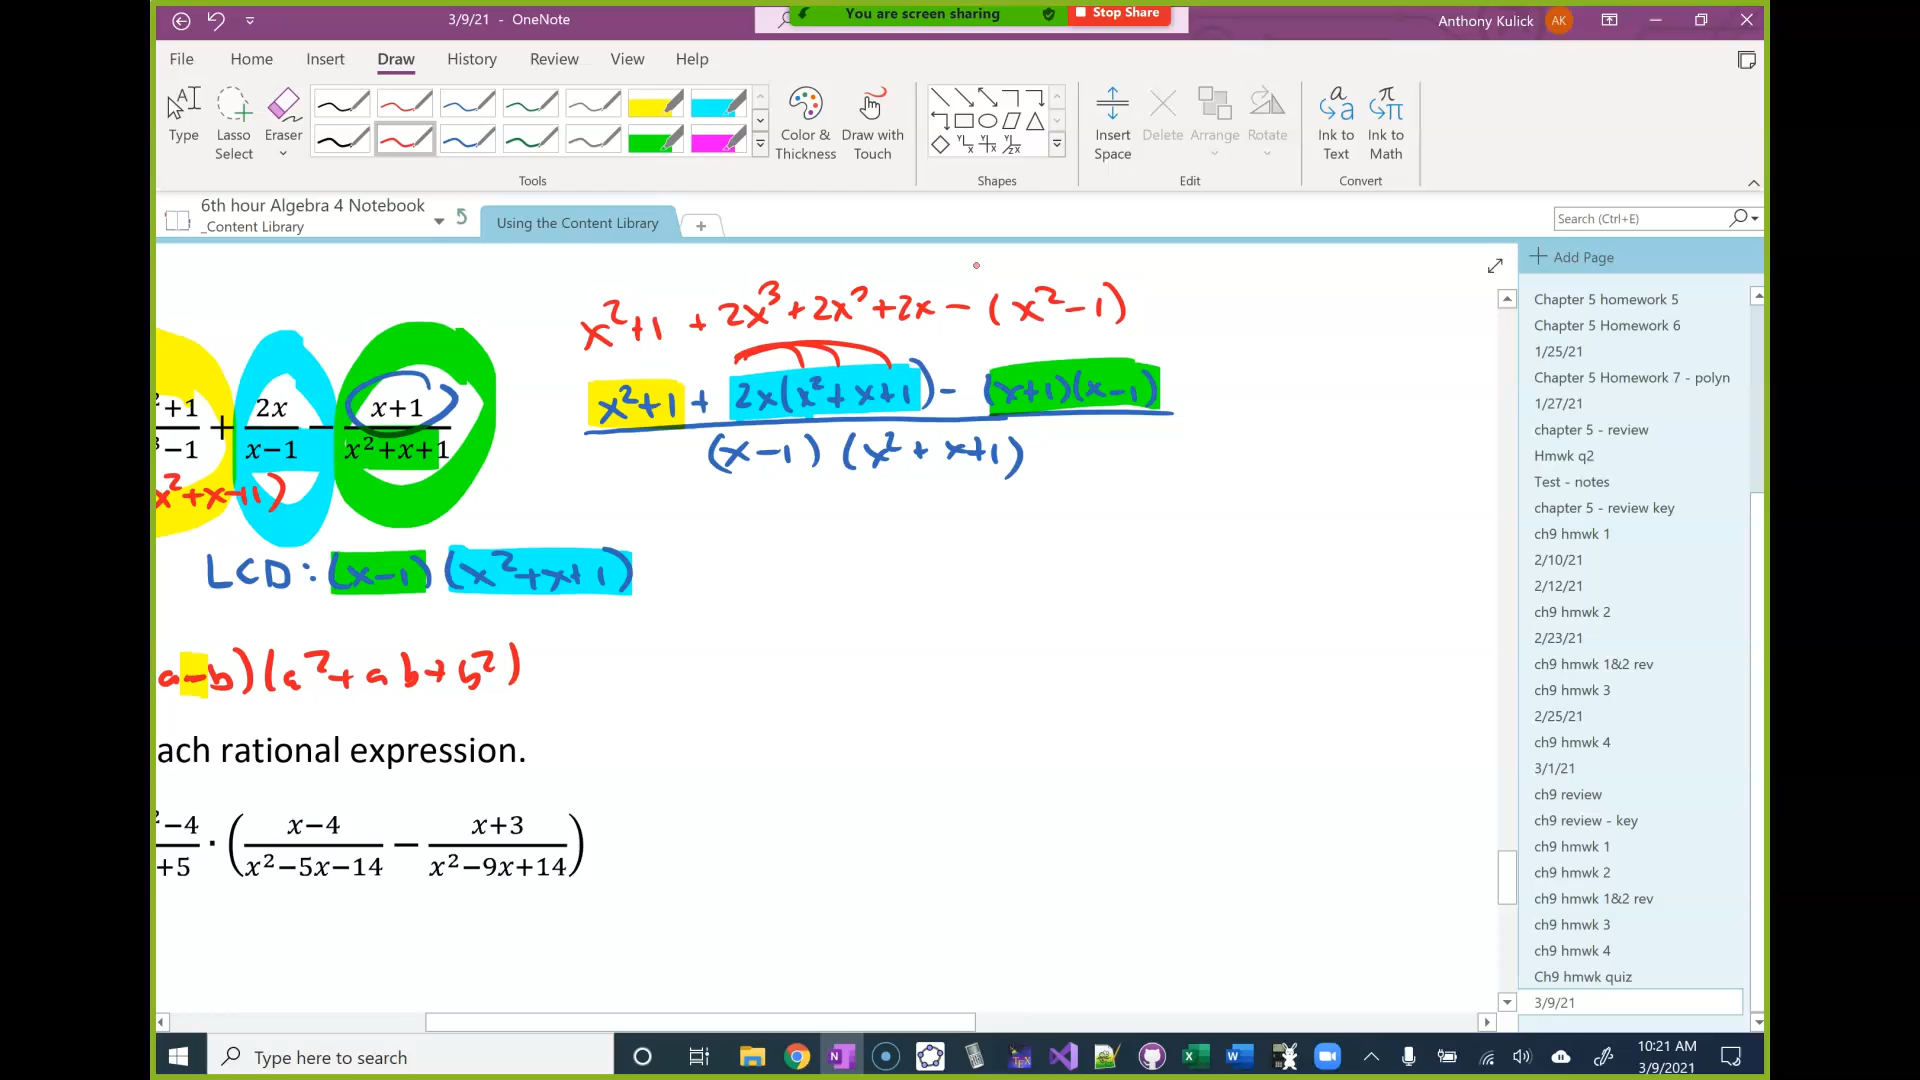 3/9/21 - OneNote
You are screen sharing
Stop Share
Anthony Kulick
AK
File Home Insert Draw History Review View Help
Type
Lasso Select
Eraser
Color & Thickness
Draw with Touch
Insert Space
Delete
Arrange
Rotate
Ink to Text
Ink to Math
Tools
Shapes
Edit
Convert
6th hour Algebra 4 Notebook
_Content Library
Using the Content Library
Search (Ctrl+E)
x²+1 + 2x³+2x²+2x - (x²-1)
x²+1 + 2x(x²+x+1) - (x+1)(x-1)
(x-1) (x²+x+1)
²+1 + 2x − x+1
³−1 x−1 x²+x+1
x²+x+1)
LCD: (x-1) (x²+x+1)
a-b)(a²+ab+b²)
ach rational expression.
²−4 · ( x−4 − x+3 )
+5 x²−5x−14 x²−9x+14
Add Page
Chapter 5 homework 5
Chapter 5 Homework 6
1/25/21
Chapter 5 Homework 7 - polyn
1/27/21
chapter 5 - review
Hmwk q2
Test - notes
chapter 5 - review key
ch9 hmwk 1
2/10/21
2/12/21
ch9 hmwk 2
2/23/21
ch9 hmwk 1&2 rev
ch9 hmwk 3
2/25/21
ch9 hmwk 4
3/1/21
ch9 review
ch9 review - key
ch9 hmwk 1
ch9 hmwk 2
ch9 hmwk 1&2 rev
ch9 hmwk 3
ch9 hmwk 4
Ch9 hmwk quiz
3/9/21
Type here to search
10:21 AM
3/9/2021